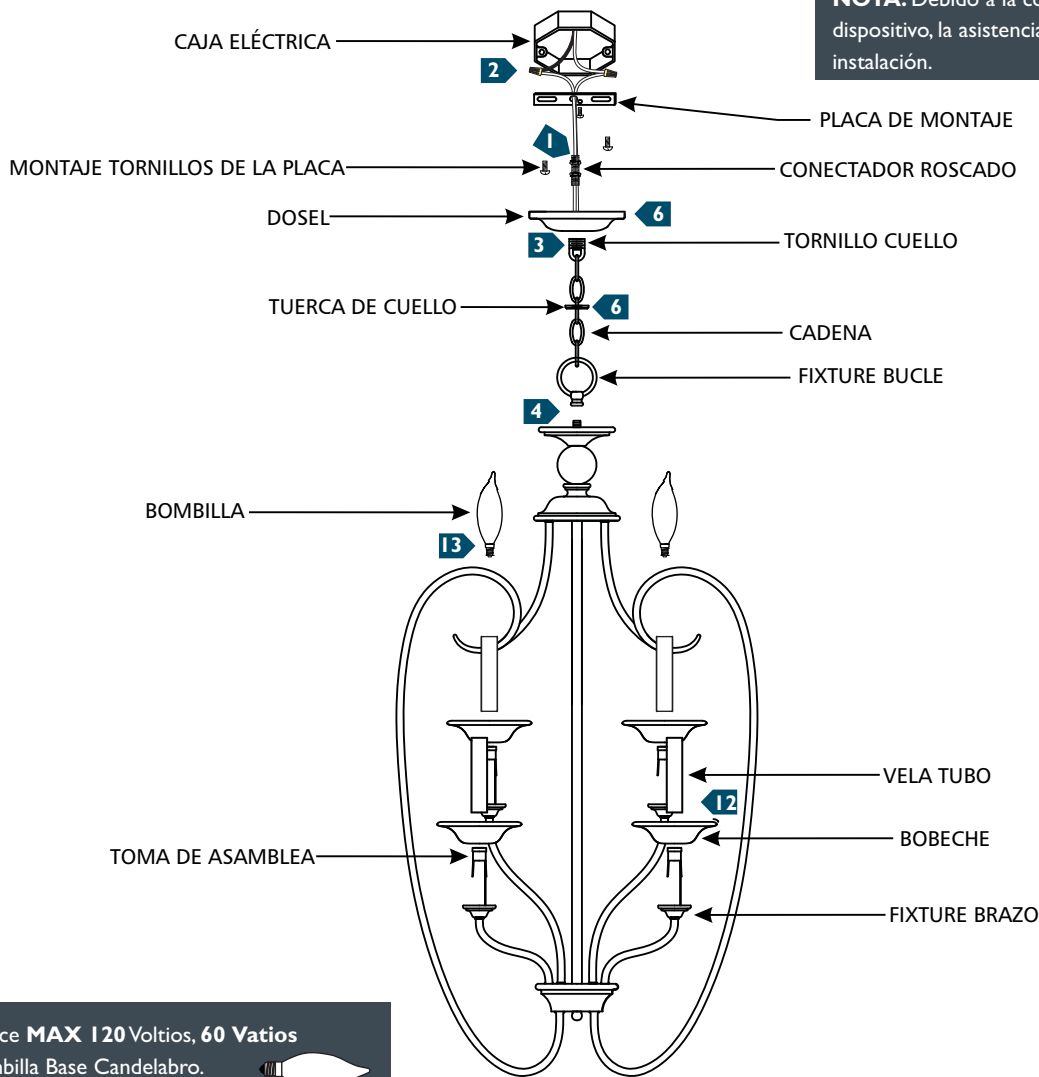 NOTA: Debido a la
dispositivo, la asistencia
instalación.
CAJA ELÉCTRICA
2
PLACA DE MONTAJE
1
MONTAJE TORNILLOS DE LA PLACA
CONECTADOR ROSCADO
DOSEL
6
3
TORNILLO CUELLO
TUERCA DE CUELLO
6
CADENA
FIXTURE BUCLE
4
BOMBILLA
13
VELA TUBO
12
BOBECHE
TOMA DE ASAMBLEA
FIXTURE BRAZO
ce MAX 120 Voltios, 60 Vatios
nbilla Base Candelabro.